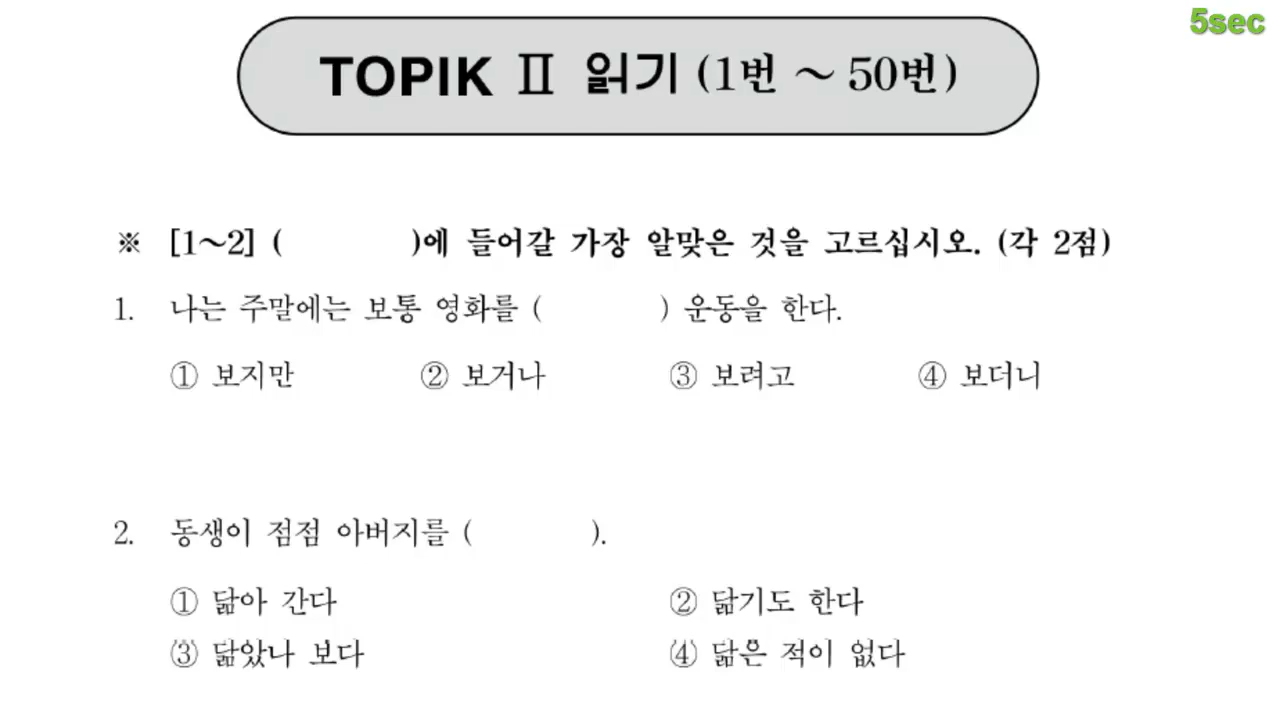 5sec
TOPIK Ⅱ 읽기 (1번 ~ 50번)
※ [1~2] ( )에 들어갈 가장 알맞은 것을 고르십시오. (각 2점)
1. 나는 주말에는 보통 영화를 ( ) 운동을 한다.
① 보지만 ② 보거나 ③ 보려고 ④ 보더니
2. 동생이 점점 아버지를 ( ).
① 닮아 간다 ② 닮기도 한다
③ 닮았나 보다 ④ 닮은 적이 없다